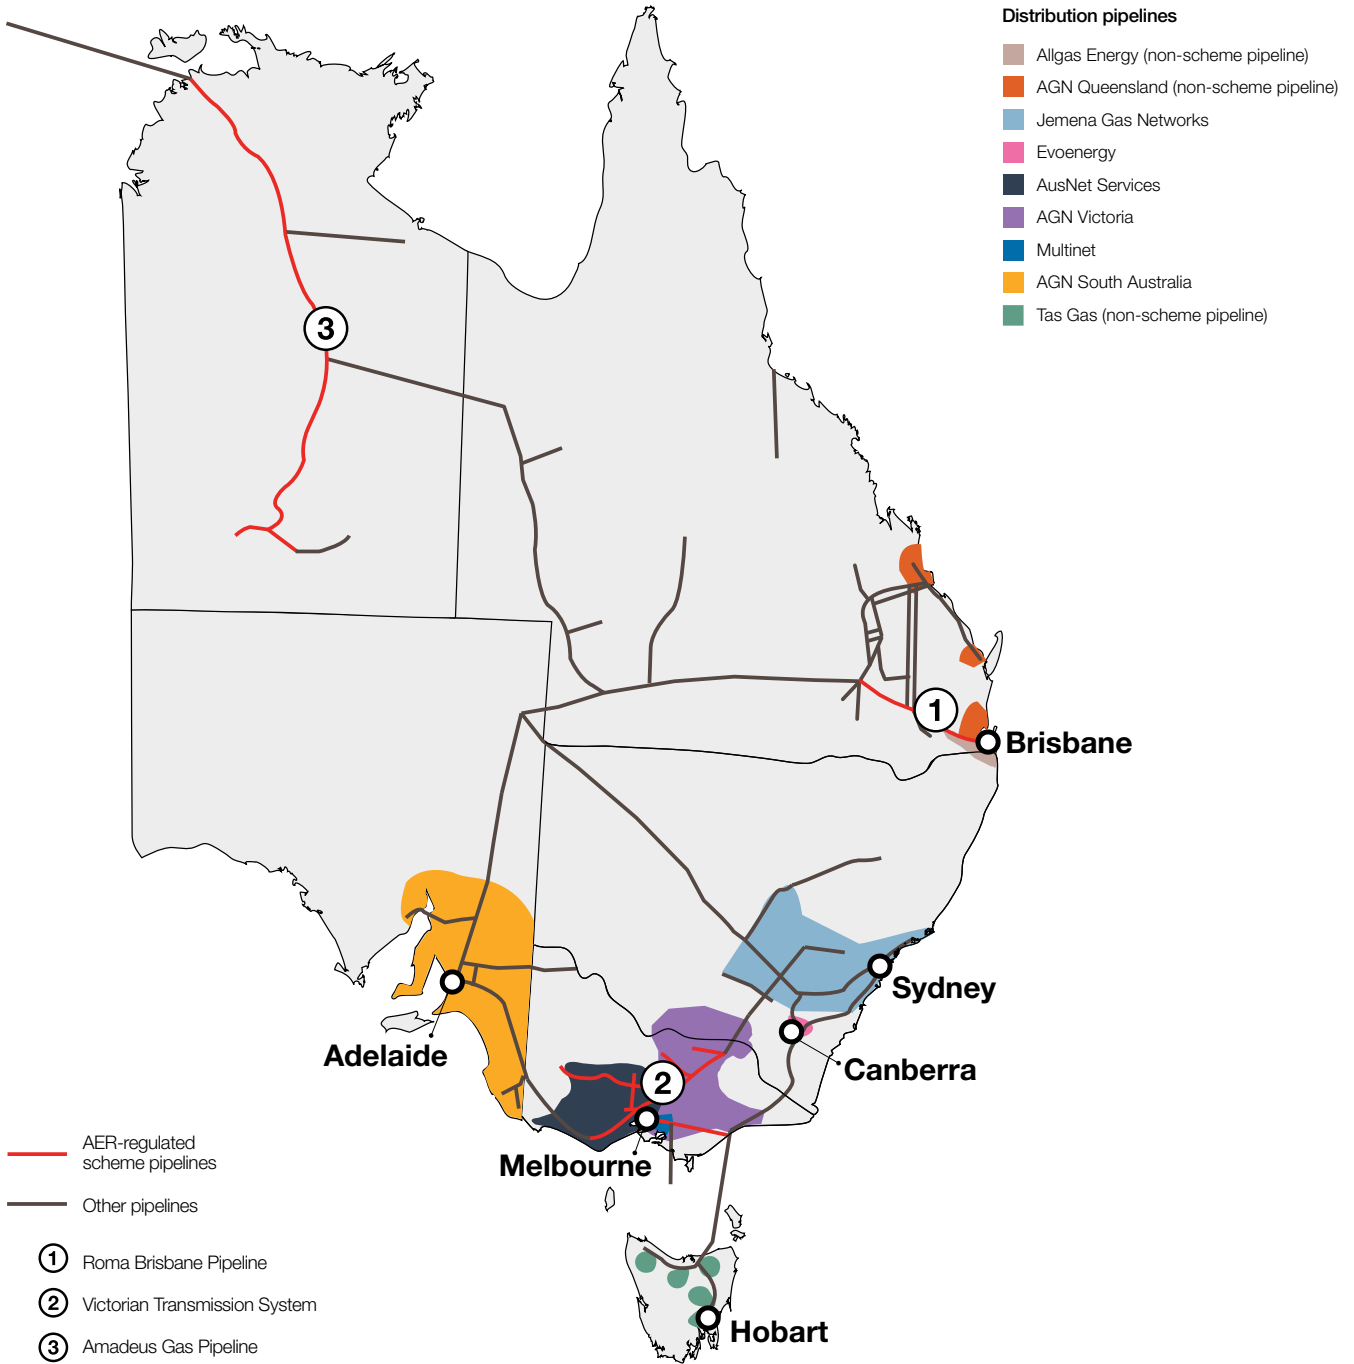 Distribution pipelines
Allgas Energy (non-scheme pipeline)
AGN Queensland (non-scheme pipeline)
Jemena Gas Networks
Evoenergy
AusNet Services
AGN Victoria
Multinet
AGN South Australia
Tas Gas (non-scheme pipeline)
3
1
Brisbane
Sydney
Adelaide
Canberra
2
Melbourne
Hobart
AER-regulated
scheme pipelines
Other pipelines
1 Roma Brisbane Pipeline
2 Victorian Transmission System
3 Amadeus Gas Pipeline